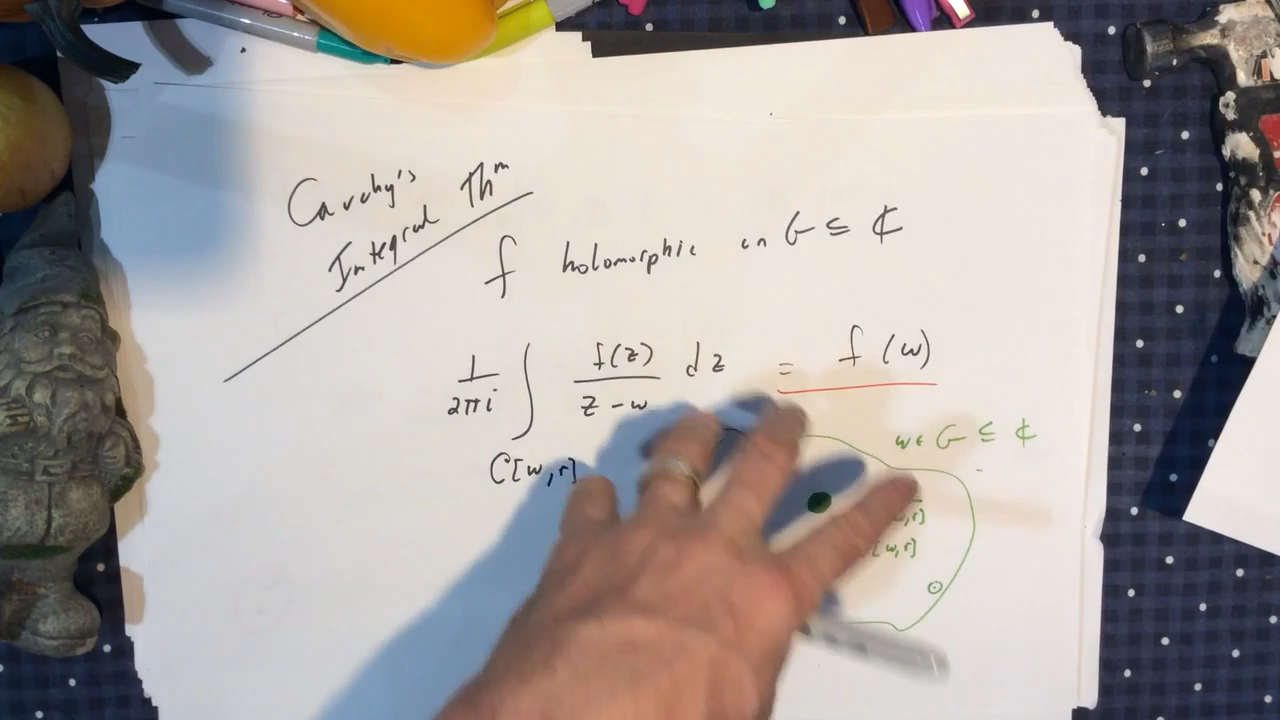 Cauchy's
Integral Thᵐ
f holomorphic in G ⊆ ℂ
1/2πi ∫ f(z)/z-w dz = f(w)
C[w,r]
w∈ G ⊆ ℂ
w,r]
[w,r]